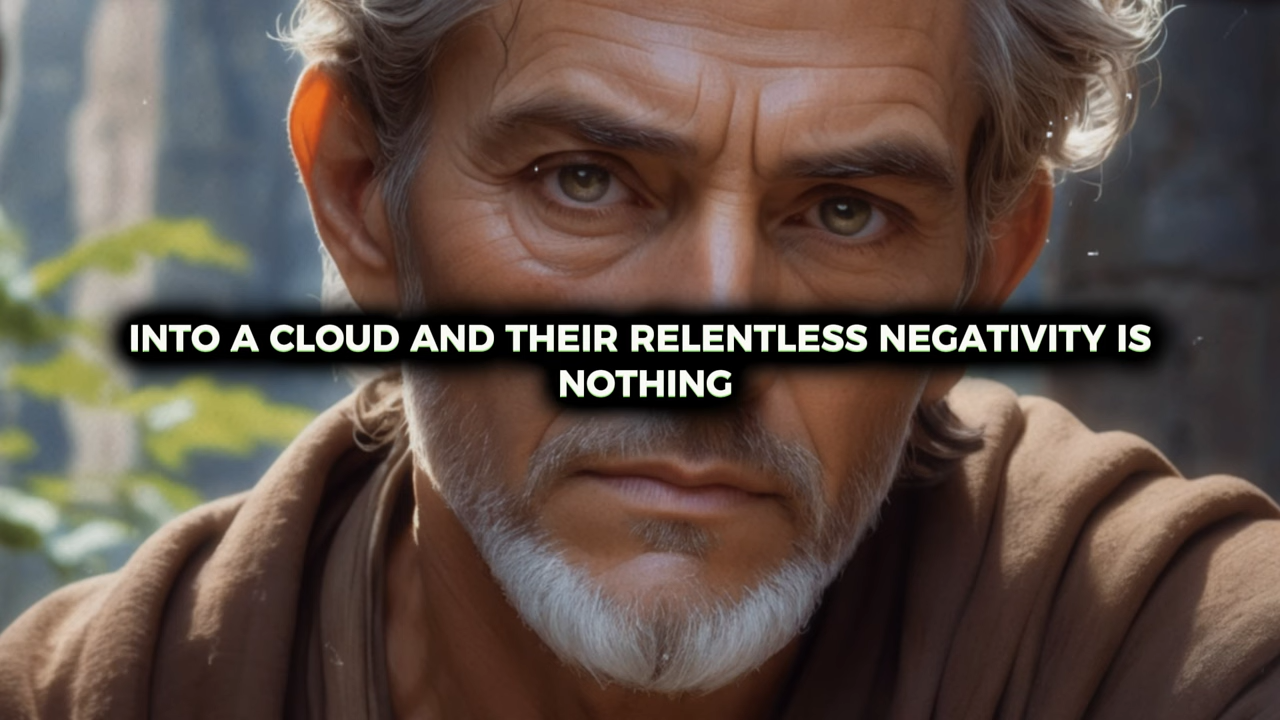 INTO A CLOUD AND THEIR RELENTLESS NEGATIVITY IS
NOTHING